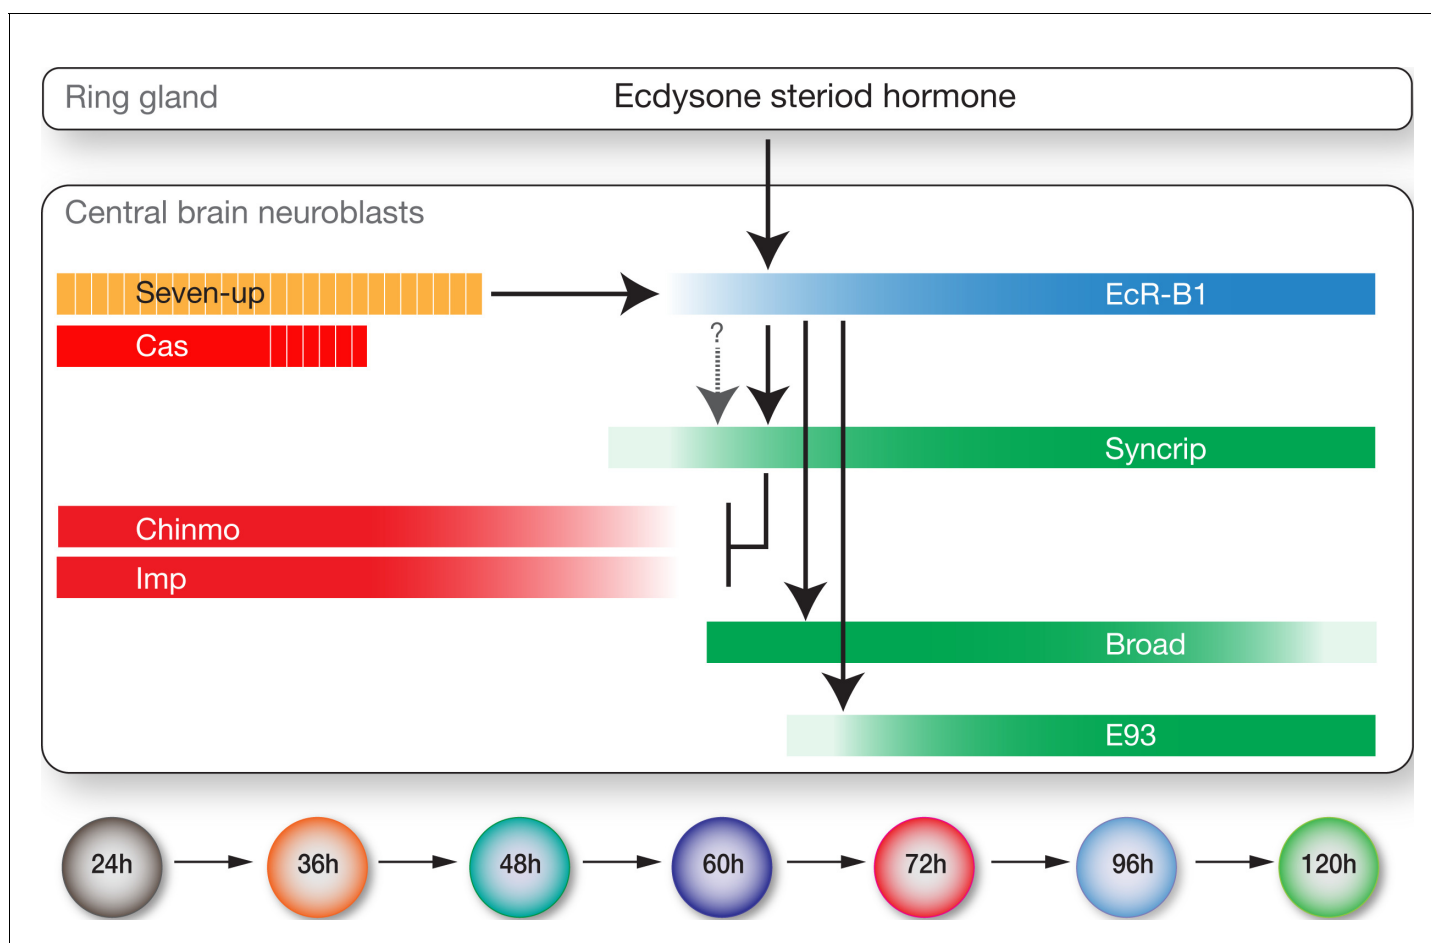 Ring gland
Ecdysone steriod hormone
Central brain neuroblasts
Seven-up
EcR-B1
Cas
?
Syncrip
Chinmo
Imp
Broad
E93
24h
36h
48h
60h
72h
96h
120h